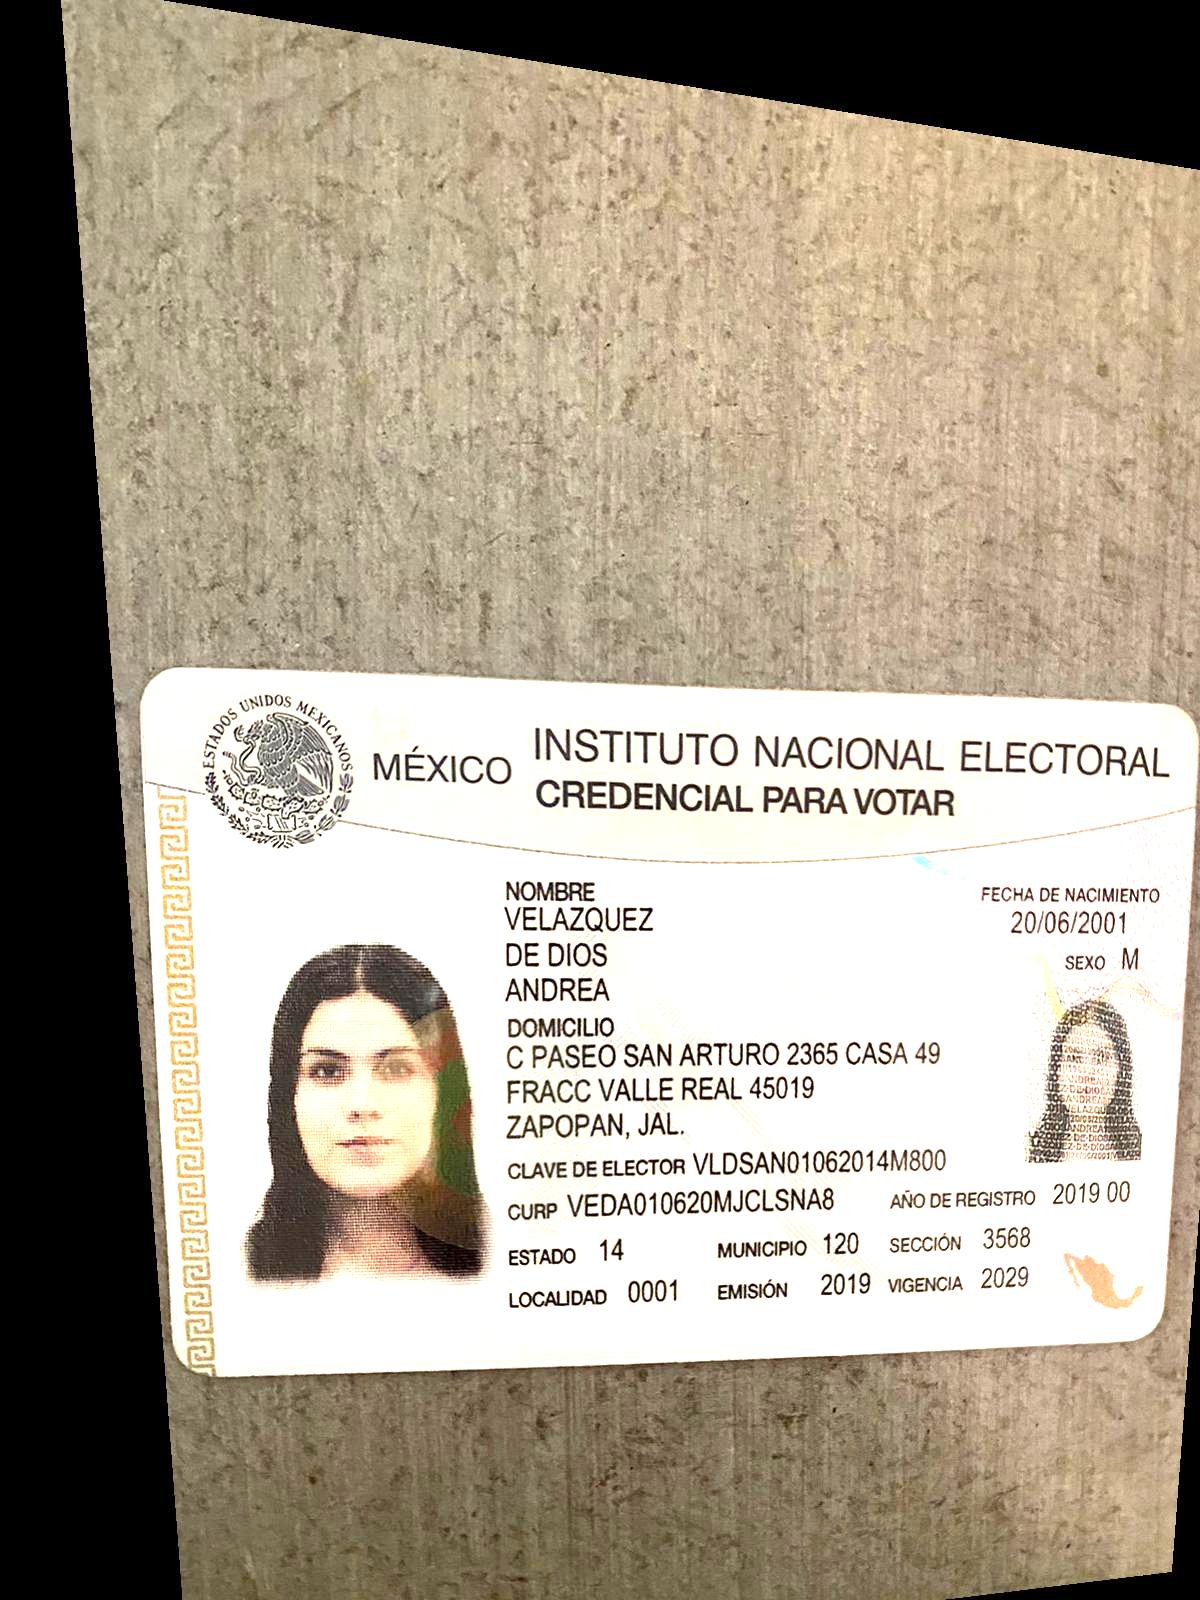 ESTADOS UNIDOS MEXICANOS
MÉXICO
INSTITUTO NACIONAL ELECTORAL
CREDENCIAL PARA VOTAR
NOMBRE
VELAZQUEZ
DE DIOS
ANDREA
FECHA DE NACIMIENTO
20/06/2001
SEXO M
DOMICILIO
C PASEO SAN ARTURO 2365 CASA 49
FRACC VALLE REAL 45019
ZAPOPAN, JAL.
CLAVE DE ELECTOR VLDSAN01062014M800
CURP VEDA010620MJCLSNA8 AÑO DE REGISTRO 2019 00
ESTADO 14 MUNICIPIO 120 SECCIÓN 3568
LOCALIDAD 0001 EMISIÓN 2019 VIGENCIA 2029